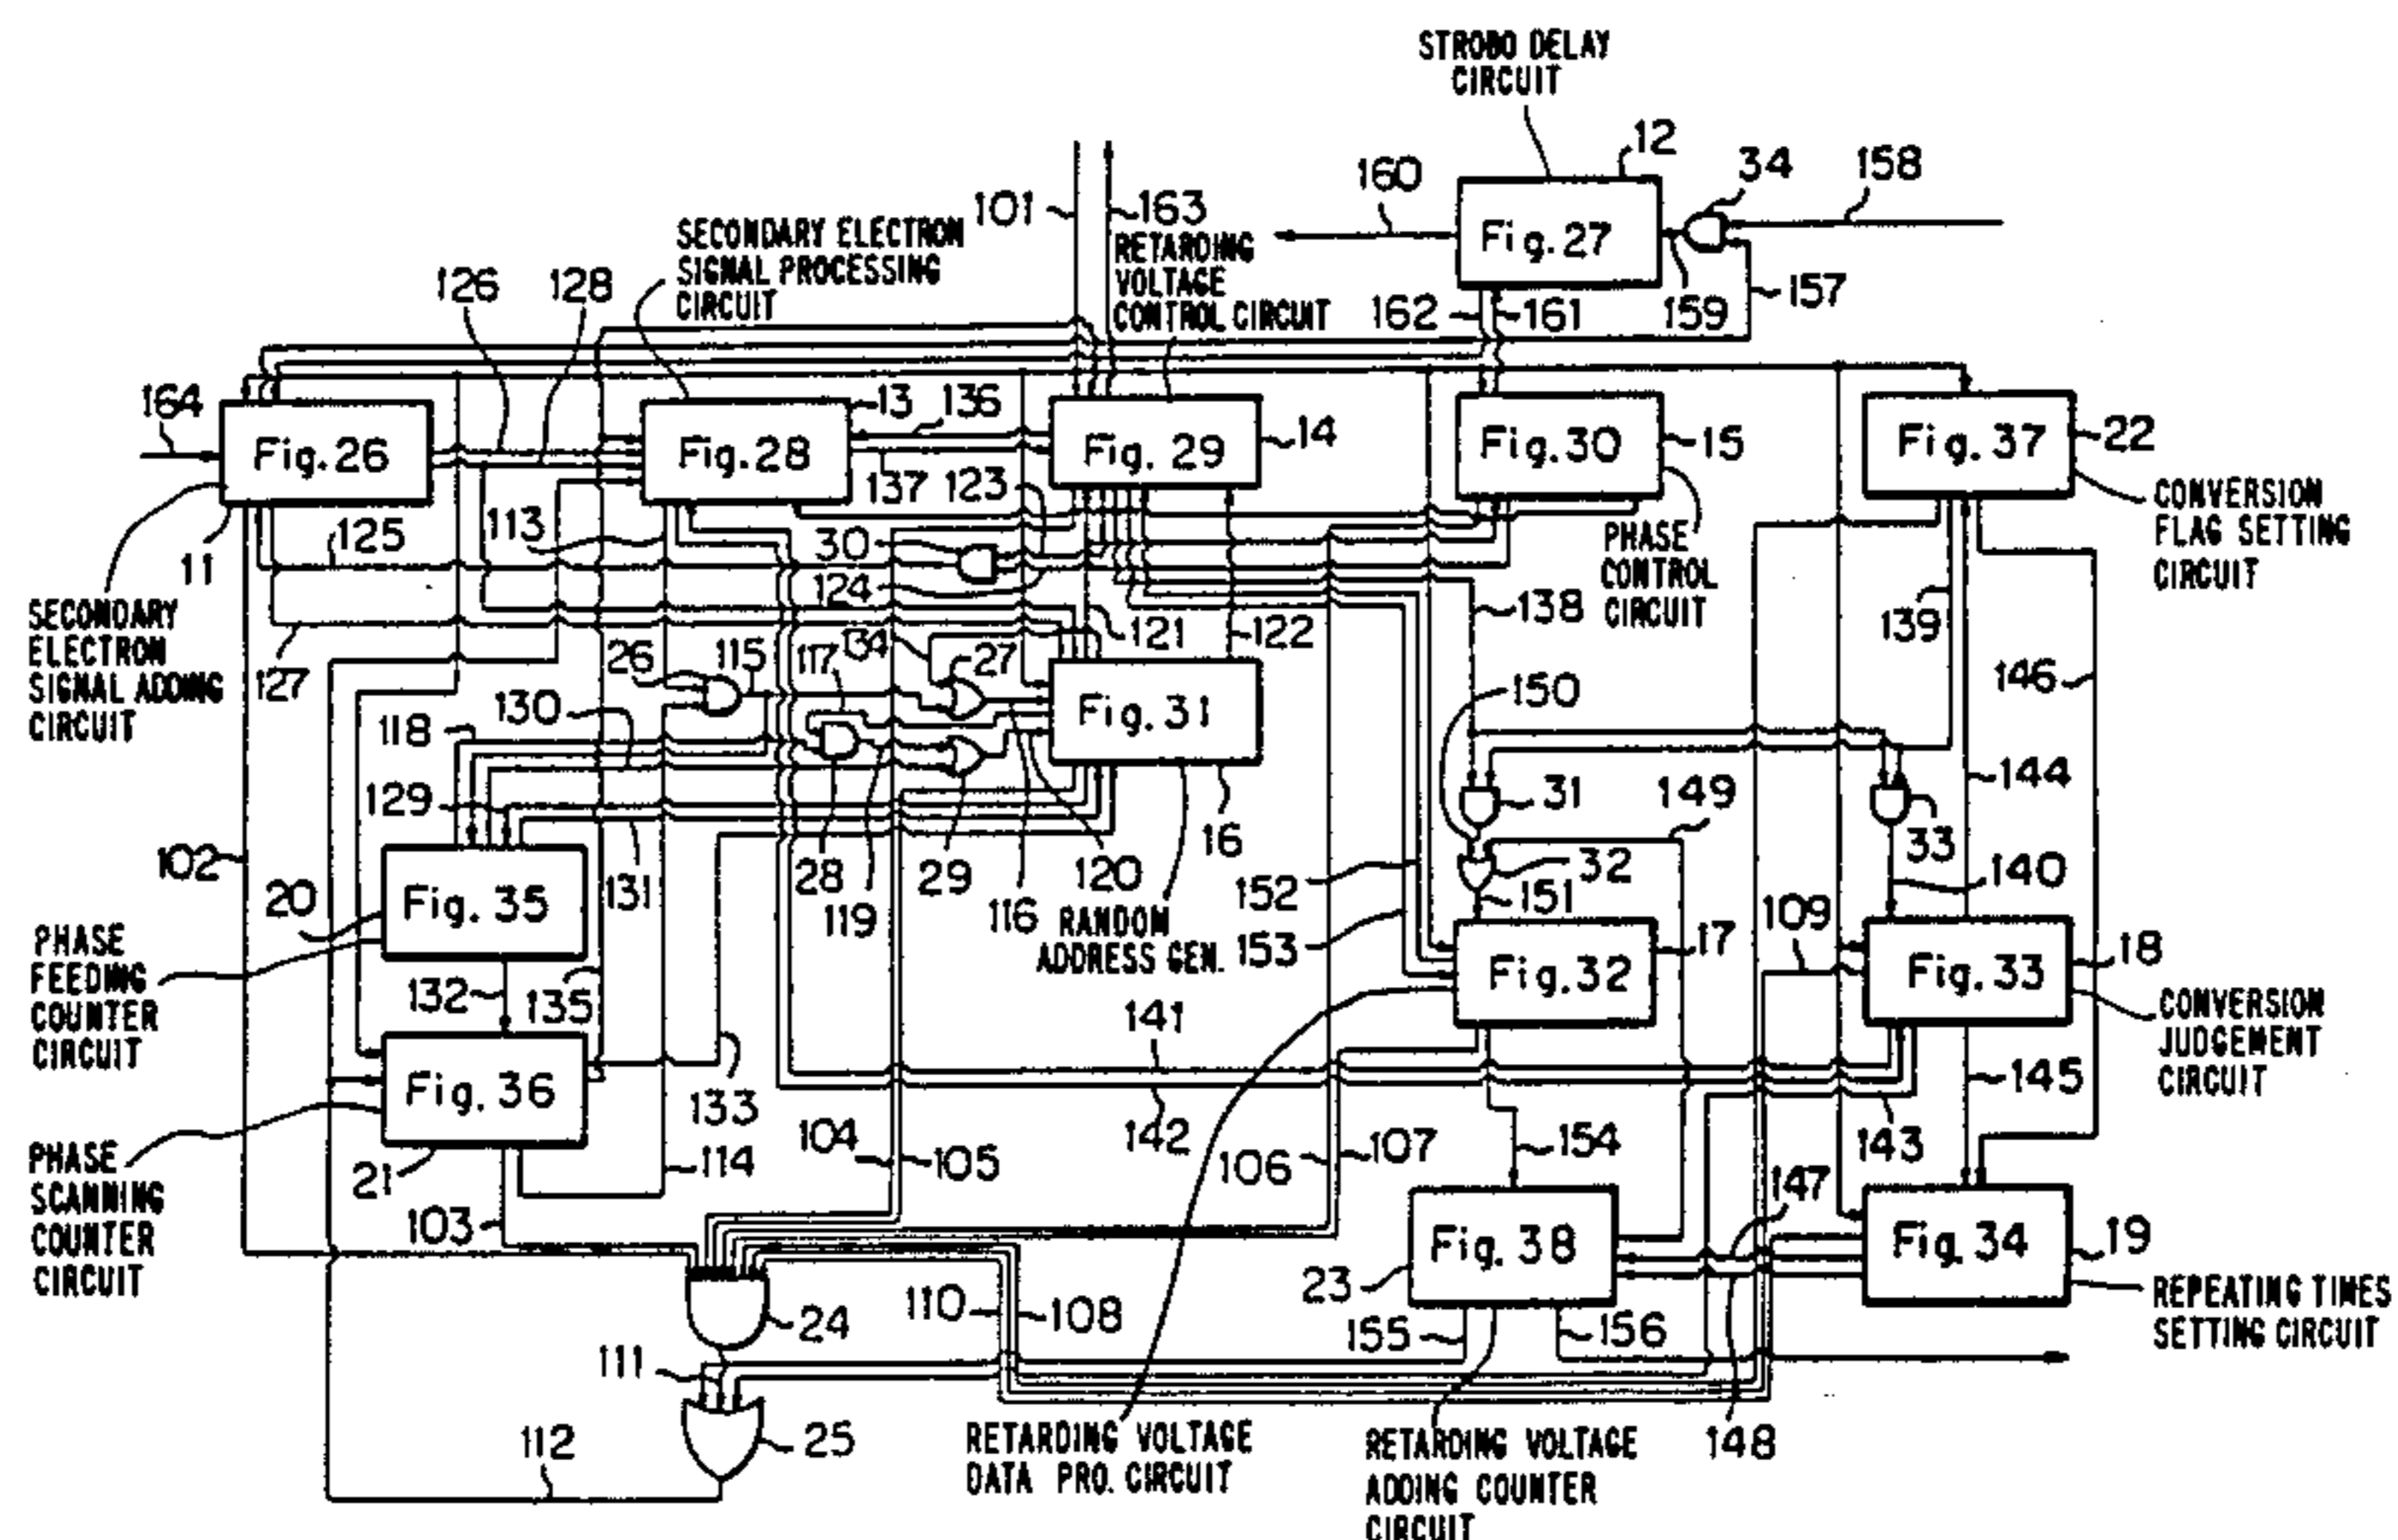 STROBO DELAY
CIRCUIT
12
34
158
160
101
163
Fig. 27
159
157
162
161
SECONDARY ELECTRON
SIGNAL PROCESSING
CIRCUIT
RETARDING
VOLTAGE
CONTROL CIRCUIT
126
128
164
Fig. 26
11
13
136
Fig. 28
137
123
Fig. 29
14
Fig. 30
15
Fig. 37
22
CONVERSION
FLAG SETTING
CIRCUIT
PHASE
CONTROL
CIRCUIT
125
113
30
124
SECONDARY
ELECTRON
SIGNAL ADDING
CIRCUIT
127
26
115
117
134
27
121
122
138
139
146
118
130
Fig. 31
150
129
131
28
119
29
116
120
16
RANDOM
ADDRESS GEN.
31
149
33
144
102
20
Fig. 35
PHASE
FEEDING
COUNTER
CIRCUIT
132
135
152
153
32
151
109
140
Fig. 32
17
Fig. 33
18
CONVERSION
JUDGEMENT
CIRCUIT
Fig. 36
133
141
142
145
143
PHASE
SCANNING
COUNTER
CIRCUIT
21
103
114
104
105
106
107
154
147
Fig. 38
23
Fig. 34
19
REPEATING TIMES
SETTING CIRCUIT
24
110
108
155
156
111
25
112
148
RETARDING VOLTAGE
DATA PRO. CIRCUIT
RETARDING VOLTAGE
ADDING COUNTER
CIRCUIT